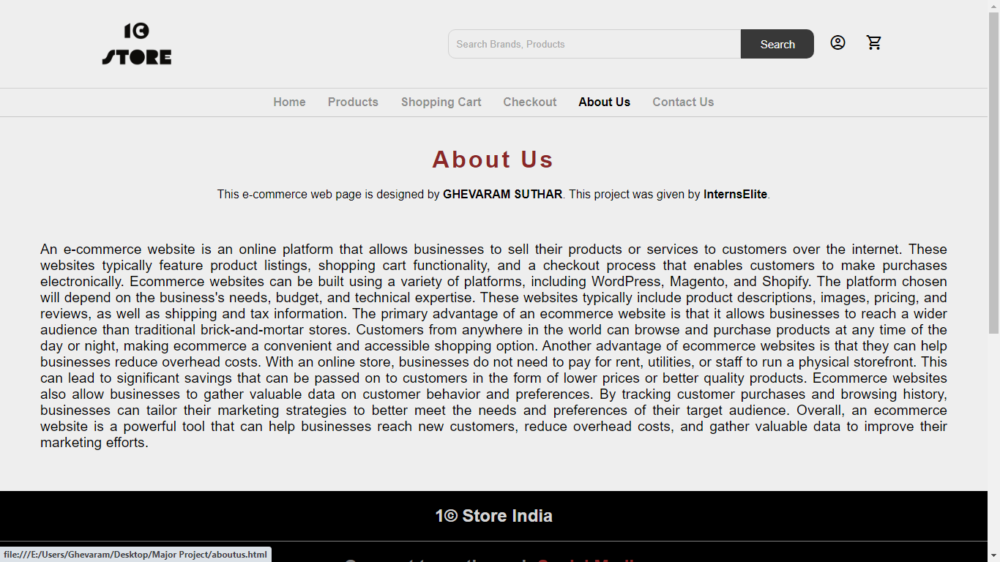 1©
STORE
Search Brands, Products
Search
Home Products Shopping Cart Checkout About Us Contact Us
About Us
This e-commerce web page is designed by GHEVARAM SUTHAR. This project was given by InternsElite.
An e-commerce website is an online platform that allows businesses to sell their products or services to customers over the internet. These
websites typically feature product listings, shopping cart functionality, and a checkout process that enables customers to make purchases
electronically. Ecommerce websites can be built using a variety of platforms, including WordPress, Magento, and Shopify. The platform chosen
will depend on the business's needs, budget, and technical expertise. These websites typically include product descriptions, images, pricing, and
reviews, as well as shipping and tax information. The primary advantage of an ecommerce website is that it allows businesses to reach a wider
audience than traditional brick-and-mortar stores. Customers from anywhere in the world can browse and purchase products at any time of the
day or night, making ecommerce a convenient and accessible shopping option. Another advantage of ecommerce websites is that they can help
businesses reduce overhead costs. With an online store, businesses do not need to pay for rent, utilities, or staff to run a physical storefront. This
can lead to significant savings that can be passed on to customers in the form of lower prices or better quality products. Ecommerce websites
also allow businesses to gather valuable data on customer behavior and preferences. By tracking customer purchases and browsing history,
businesses can tailor their marketing strategies to better meet the needs and preferences of their target audience. Overall, an ecommerce
website is a powerful tool that can help businesses reach new customers, reduce overhead costs, and gather valuable data to improve their
marketing efforts.
1© Store India
file:///E:/Users/Ghevaram/Desktop/Major Project/aboutus.html